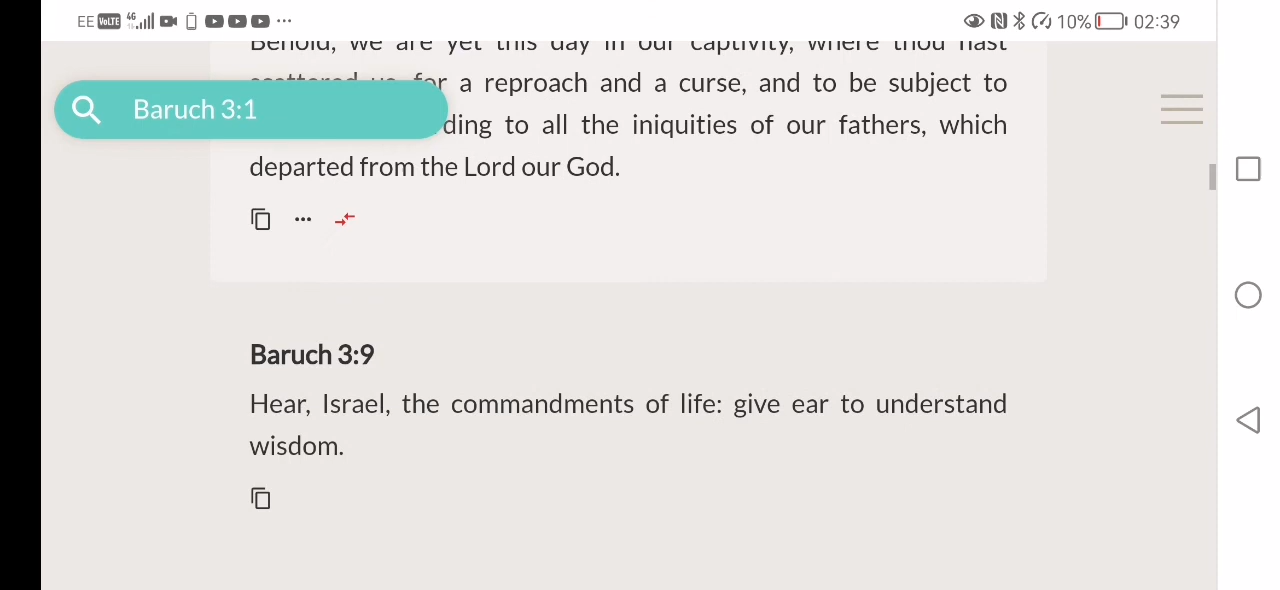 EE VoLTE 4G 10% 02:39
Behold, we are yet this day in our captivity, where thou hast
for a reproach and a curse, and to be subject to
Baruch 3:1
to all the iniquities of our fathers, which
departed from the Lord our God.
Baruch 3:9
Hear, Israel, the commandments of life: give ear to understand
wisdom.